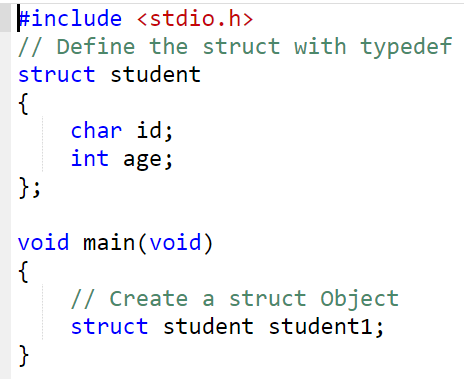 #include <stdio.h>
// Define the struct with typedef
struct student
{
    char id;
    int age;
};

void main(void)
{
    // Create a struct Object
    struct student student1;
}